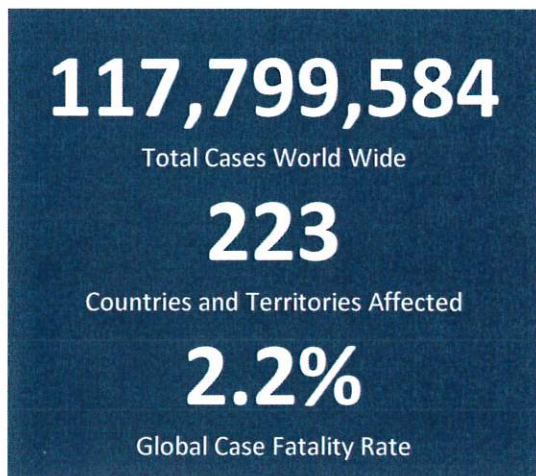 117,799,584
Total Cases World Wide
223
Countries and Territories Affected
2.2%
Global Case Fatality Rate